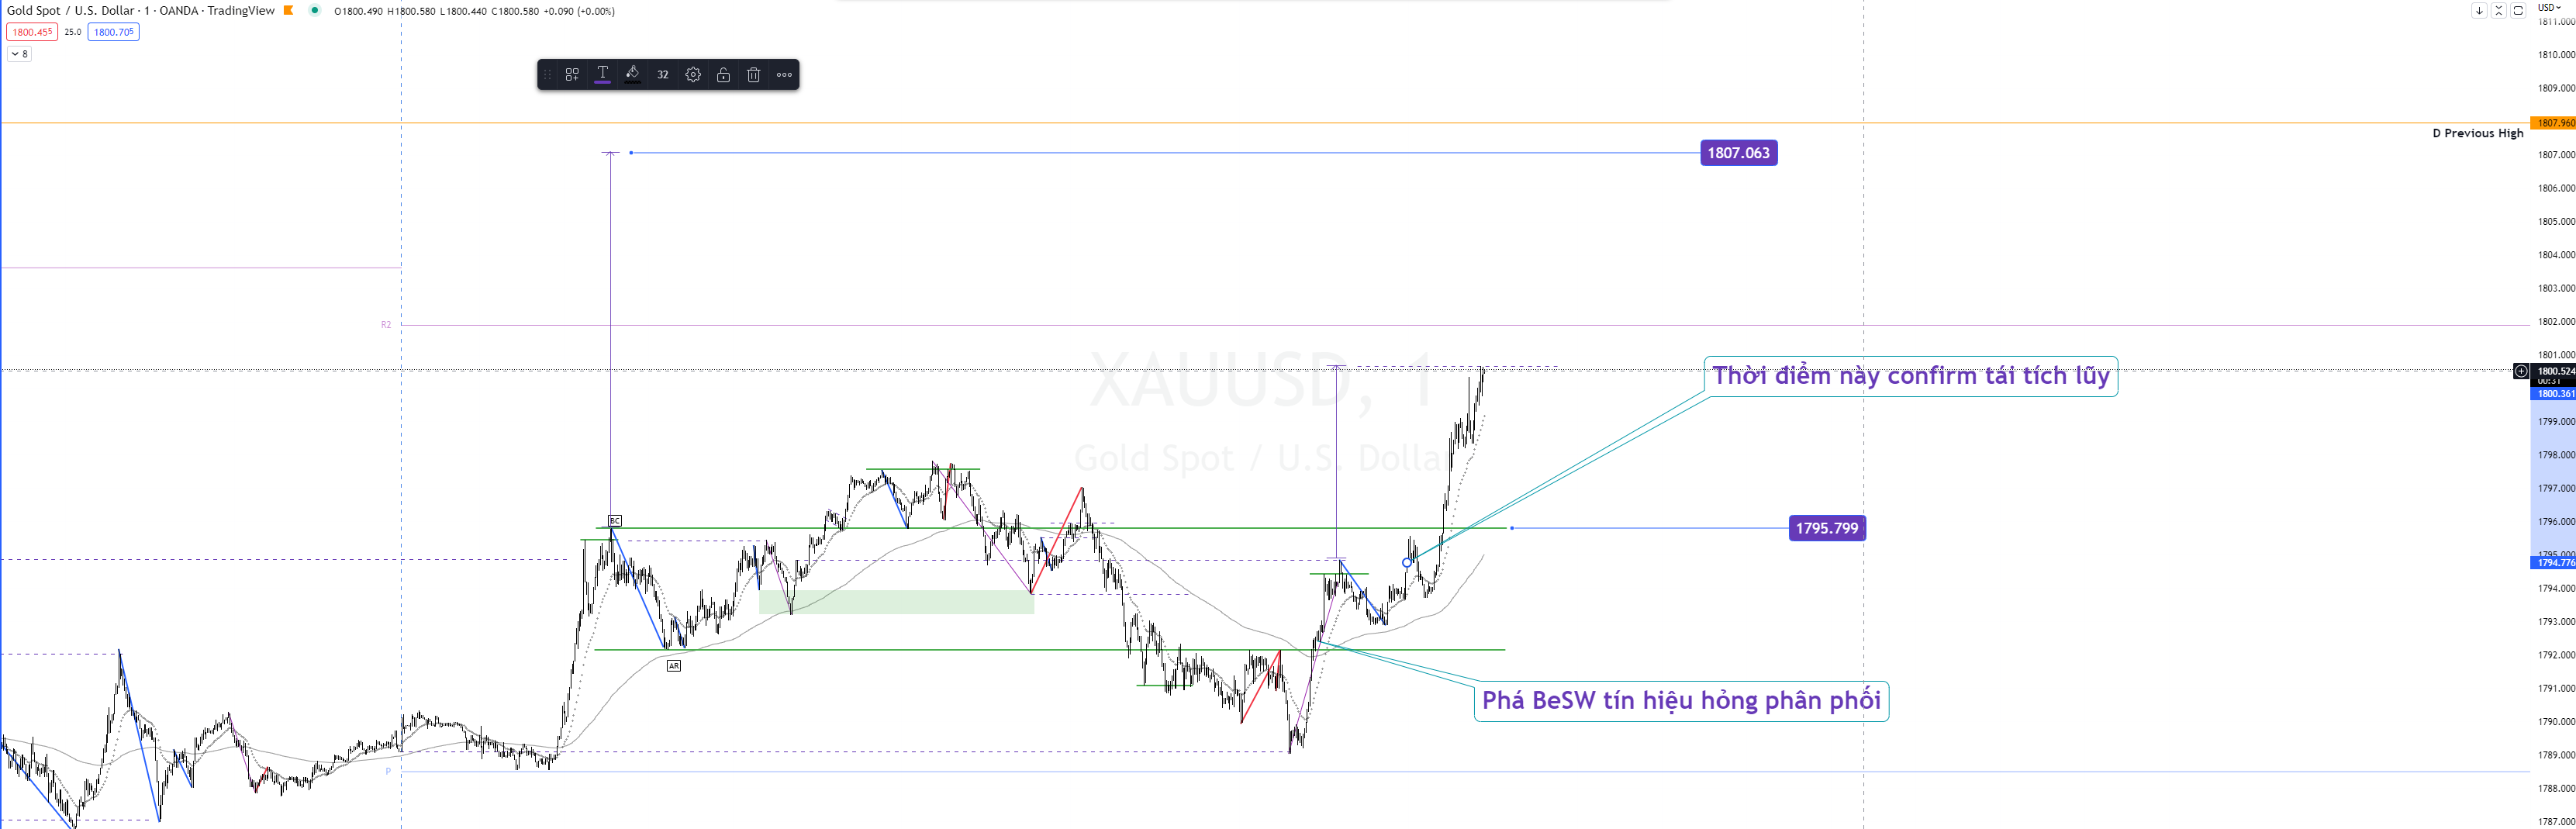 Gold Spot / U.S. Dollar · 1 · OANDA · TradingView
O1800.490 H1800.580 L1800.440 C1800.580 +0.090 (+0.00%)
USD
1800.455 25.0 1800.705
8
32
1811.000
1810.000
1809.000
1807.960
D Previous High
1807.063
1807.000
1806.000
1805.000
1804.000
1803.000
R2
1802.000
1801.000
XAUUSD, 1
Gold Spot / U.S. Dollar
Thời điểm này confirm tái tích lũy
1800.524
00:31
1800.361
1799.000
1798.000
1797.000
BC
1796.000
1795.799
1795.000
1794.776
1794.000
1793.000
1792.000
AR
1791.000
Phá BeSW tín hiệu hỏng phân phối
1790.000
1789.000
P
1788.000
1787.000